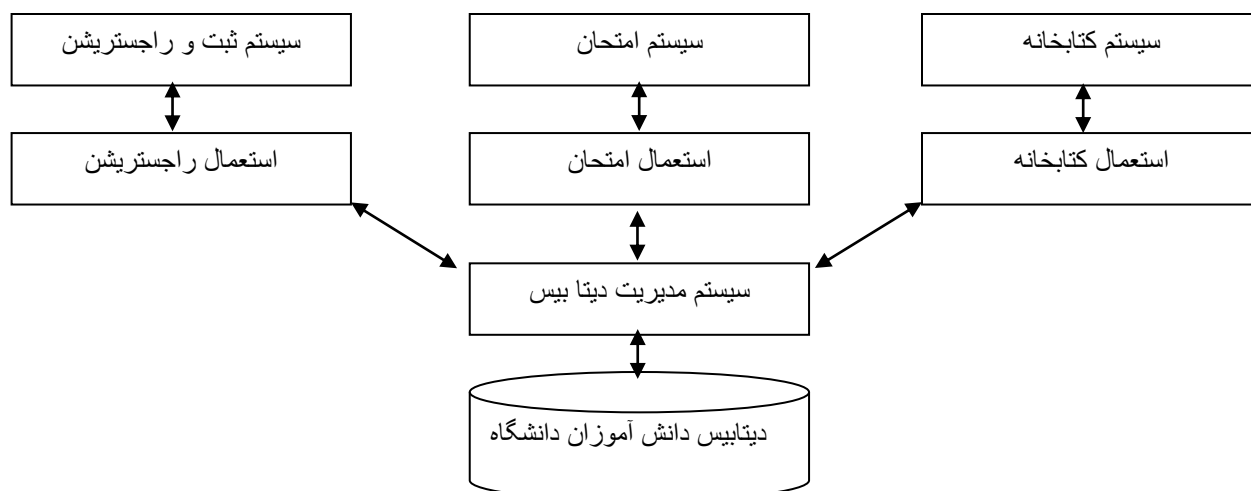 سیستم کتابخانه
سیستم امتحان
سیستم ثبت و راجستریشن
استعمال کتابخانه
استعمال امتحان
استعمال راجستریشن
سیستم مدیریت دیتا بیس
دیتابیس دانش آموزان دانشگاه